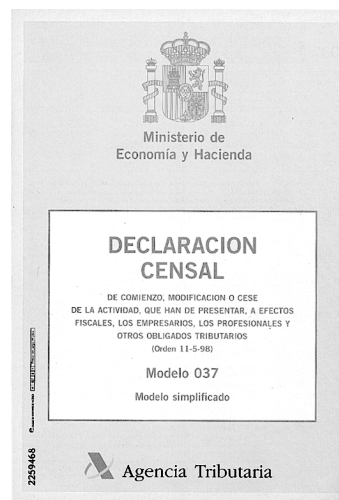 Ministerio de
Economía y Hacienda
DECLARACION
CENSAL
DE COMIENZO, MODIFICACION O CESE
DE LA ACTIVIDAD, QUE HAN DE PRESENTAR, A EFECTOS
FISCALES, LOS EMPRESARIOS, LOS PROFESIONALES Y
OTROS OBLIGADOS TRIBUTARIOS
(Orden 11-5-98)
Modelo 037
Modelo simplificado
Agencia Tributaria
2259468